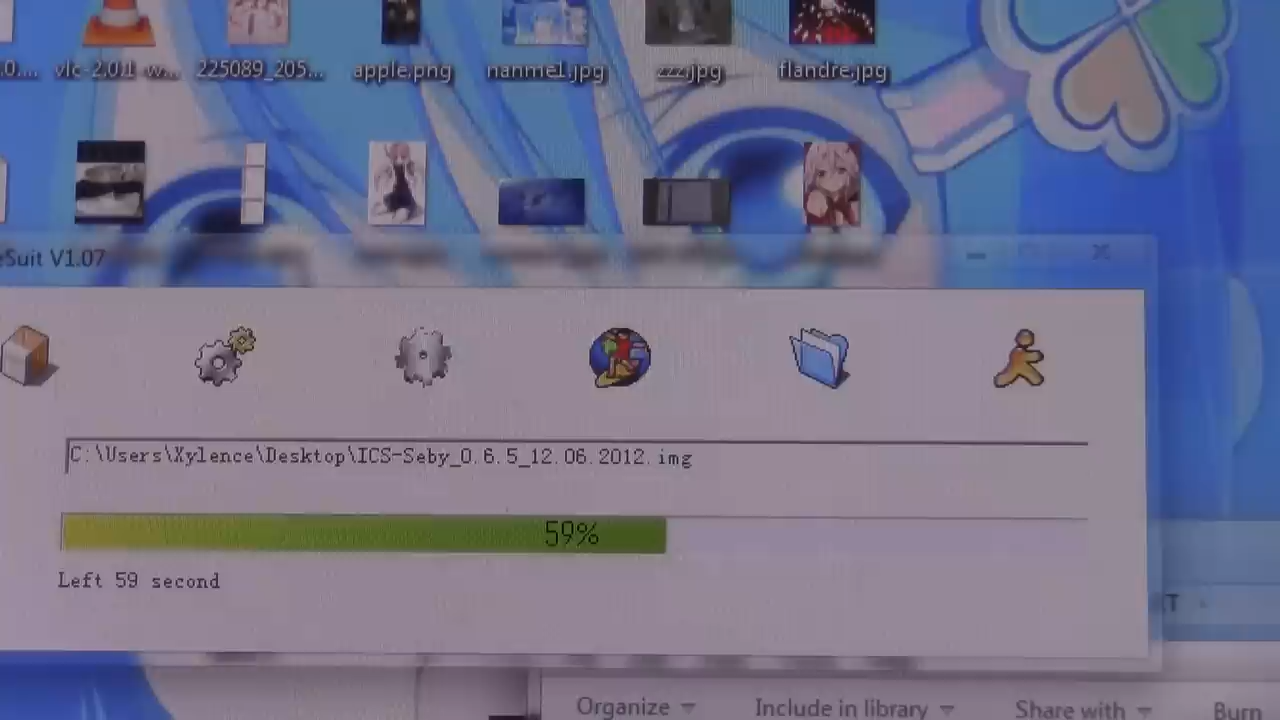 .0....
vlc-2.0.1-w...
225089_205...
apple.png
nanme1.jpg
zzz.jpg
flandre.jpg
eSuit V1.07
C:\Users\Xylence\Desktop\ICS-Seby_0.6.5_12.06.2012.img
59%
Left 59 second
T
Organize
Include in library
Share with
Burn